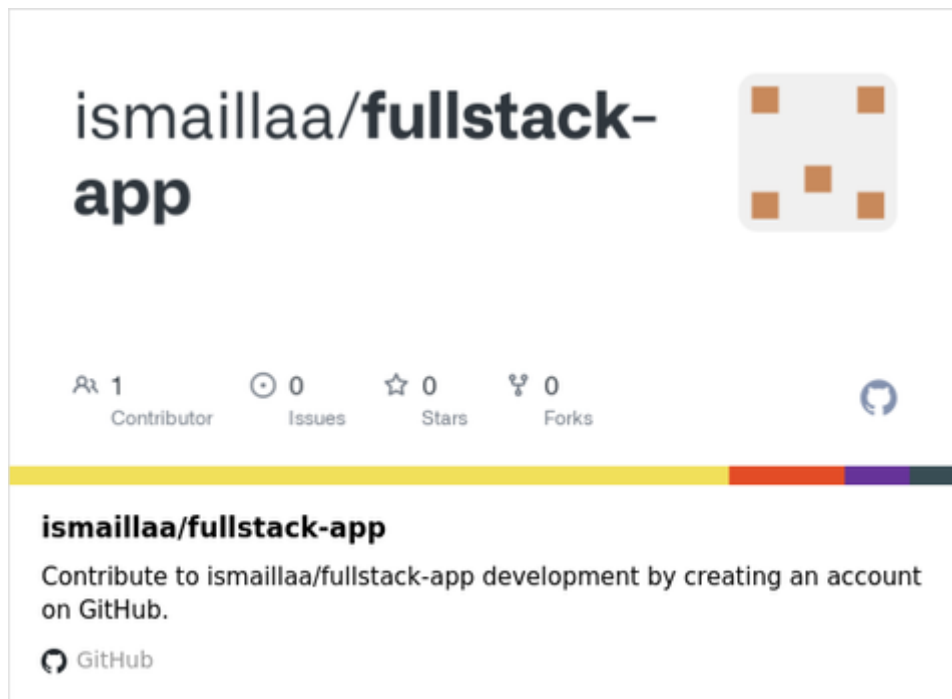 ismaillaa/fullstack-
app
1 0 0 0
Contributor Issues Stars Forks
ismaillaa/fullstack-app
Contribute to ismaillaa/fullstack-app development by creating an account
on GitHub.
GitHub